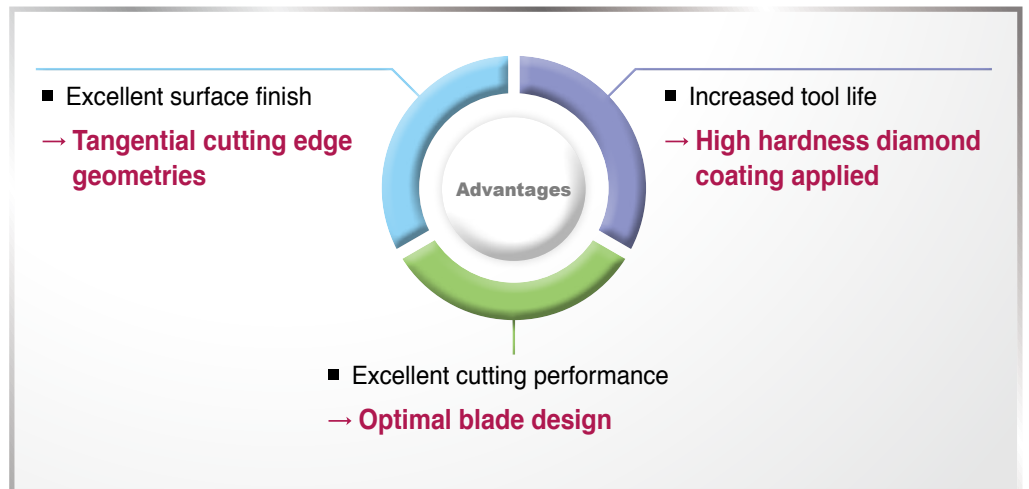 ■ Excellent surface finish
→ Tangential cutting edge
geometries
Advantages
■ Increased tool life
→ High hardness diamond
coating applied
■ Excellent cutting performance
→ Optimal blade design